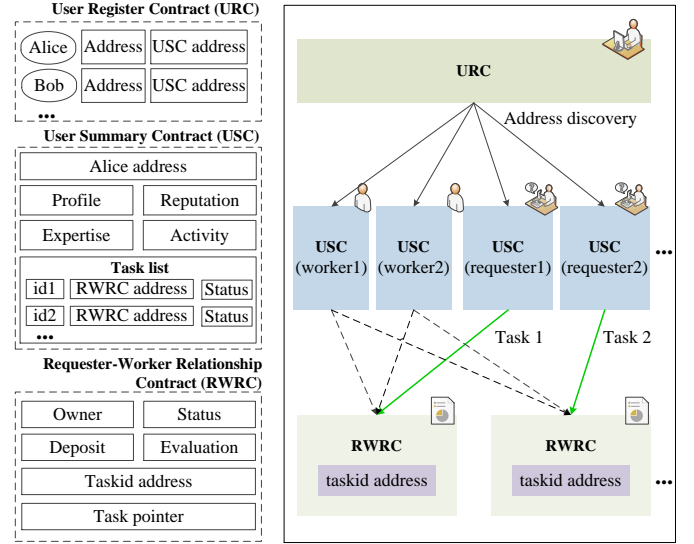 User Register Contract (URC)
Alice Address USC address
Bob Address USC address
...
User Summary Contract (USC)
Alice address
Profile Reputation
Expertise Activity
Task list
id1 RWRC address Status
id2 RWRC address Status
...
Requester-Worker Relationship
Contract (RWRC)
Owner Status
Deposit Evaluation
Taskid address
Task pointer
URC
Address discovery
USC
(worker1)
USC
(worker2)
USC
(requester1)
USC
(requester2)
...
Task 1
Task 2
RWRC
taskid address
RWRC
taskid address
...